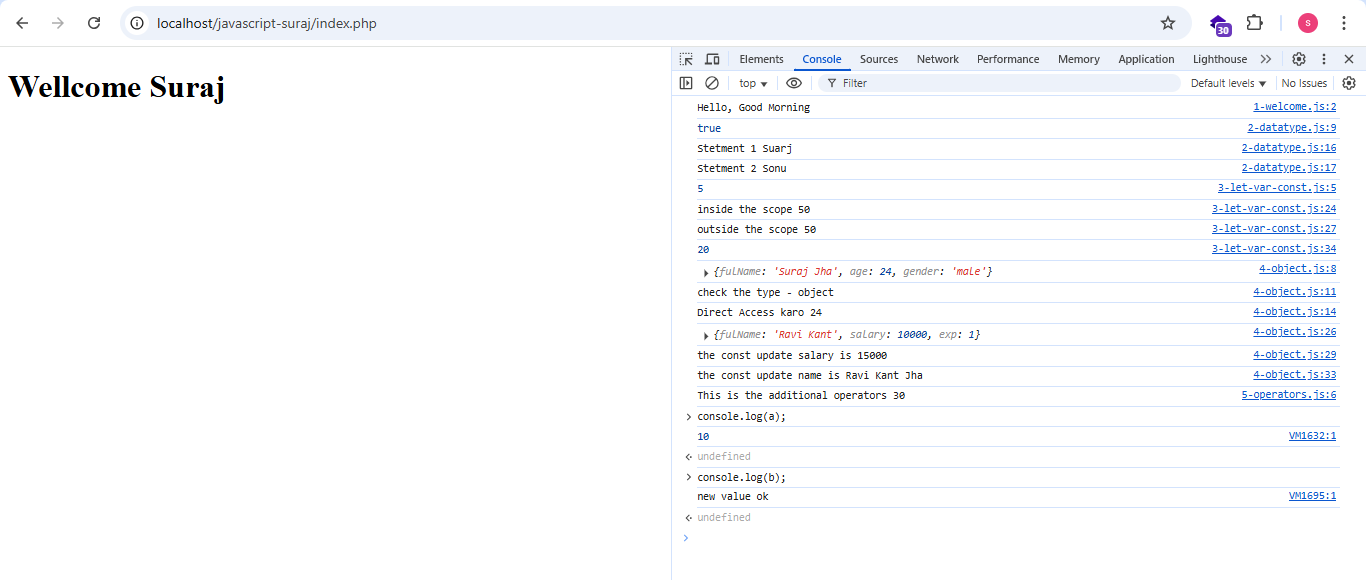 localhost/javascript-suraj/index.php
30
S
Wellcome Suraj
Elements Console Sources Network Performance Memory Application Lighthouse
top Filter Default levels No Issues
Hello, Good Morning 1-welcome.js:2
true 2-datatype.js:9
Stetment 1 Suarj 2-datatype.js:16
Stetment 2 Sonu 2-datatype.js:17
5 3-let-var-const.js:5
inside the scope 50 3-let-var-const.js:24
outside the scope 50 3-let-var-const.js:27
20 3-let-var-const.js:34
{fulName: 'Suraj Jha', age: 24, gender: 'male'} 4-object.js:8
check the type - object 4-object.js:11
Direct Access karo 24 4-object.js:14
{fulName: 'Ravi Kant', salary: 10000, exp: 1} 4-object.js:26
the const update salary is 15000 4-object.js:29
the const update name is Ravi Kant Jha 4-object.js:33
This is the additional operators 30 5-operators.js:6
console.log(a);
10 VM1632:1
undefined
console.log(b);
new value ok VM1695:1
undefined